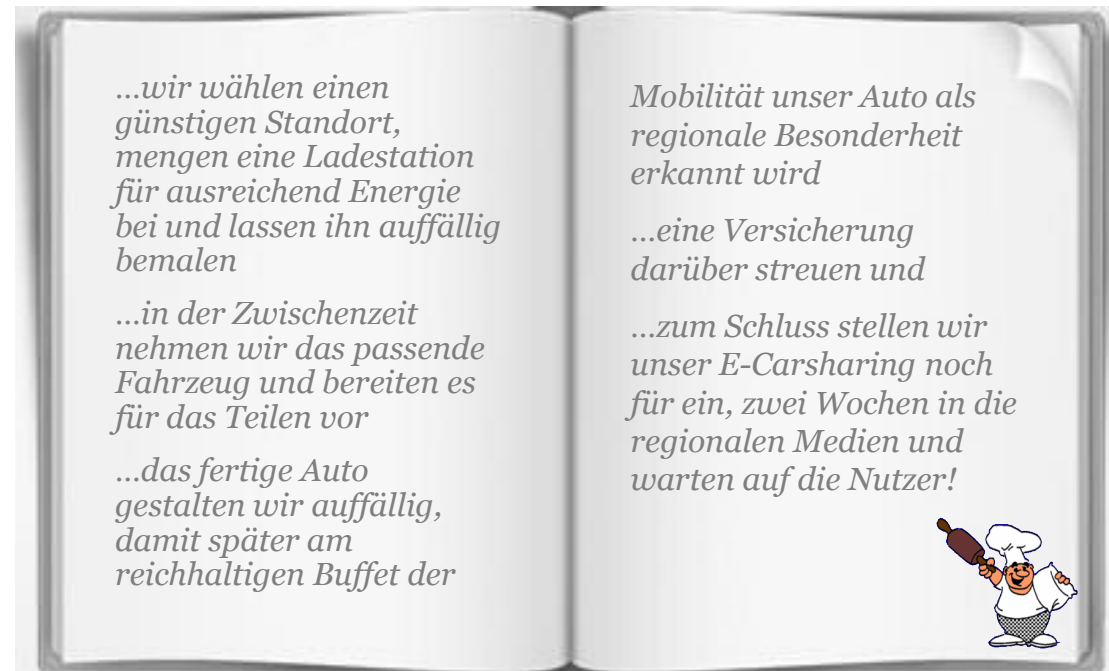 ...wir wählen einen
günstigen Standort,
mengen eine Ladestation
für ausreichend Energie
bei und lassen ihn auffällig
bemalen
...in der Zwischenzeit
nehmen wir das passende
Fahrzeug und bereiten es
für das Teilen vor
...das fertige Auto
gestalten wir auffällig,
damit später am
reichhaltigen Buffet der
Mobilität unser Auto als
regionale Besonderheit
erkannt wird
...eine Versicherung
darüber streuen und
...zum Schluss stellen wir
unser E-Carsharing noch
für ein, zwei Wochen in die
regionalen Medien und
warten auf die Nutzer!